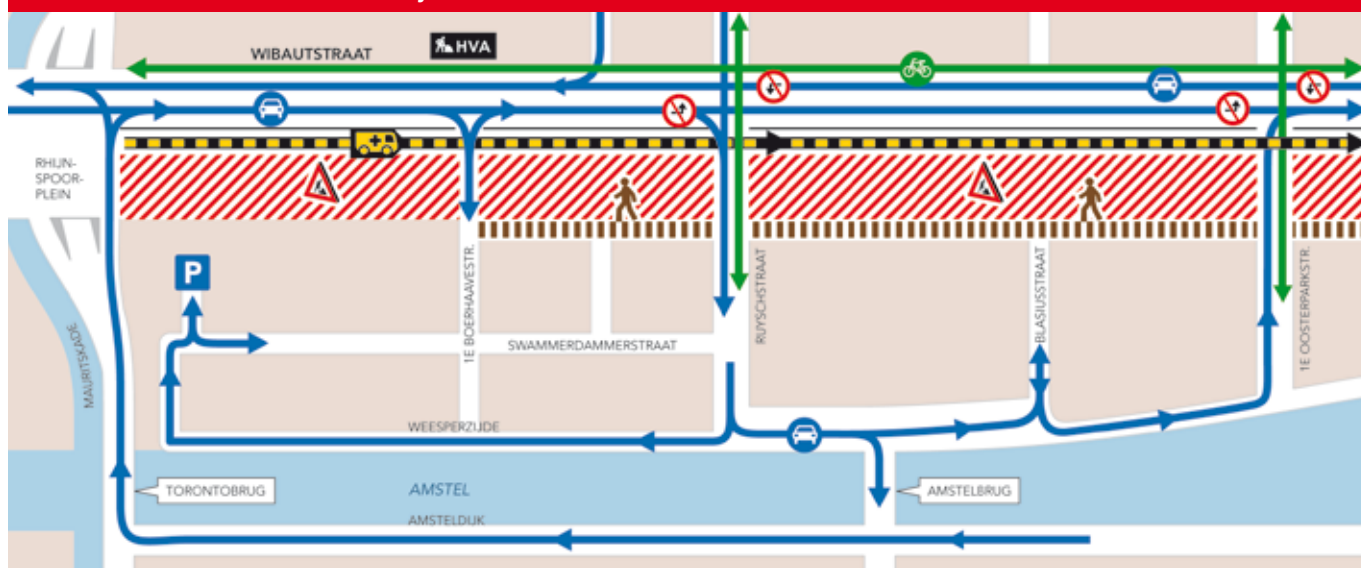 WIBAUTSTRAAT
HVA
RHIJN-
SPOOR-
PLEIN
P
MAURITSKADE
1E BOERHAAVESTR.
SWAMMERDAMMERSTRAAT
RUYSCHSTRAAT
BLASIUSSTRAAT
1E OOSTERPARKSTR.
WEESPERZIJDE
TORONTOBRUG
AMSTEL
AMSTELBRUG
AMSTELDIJK